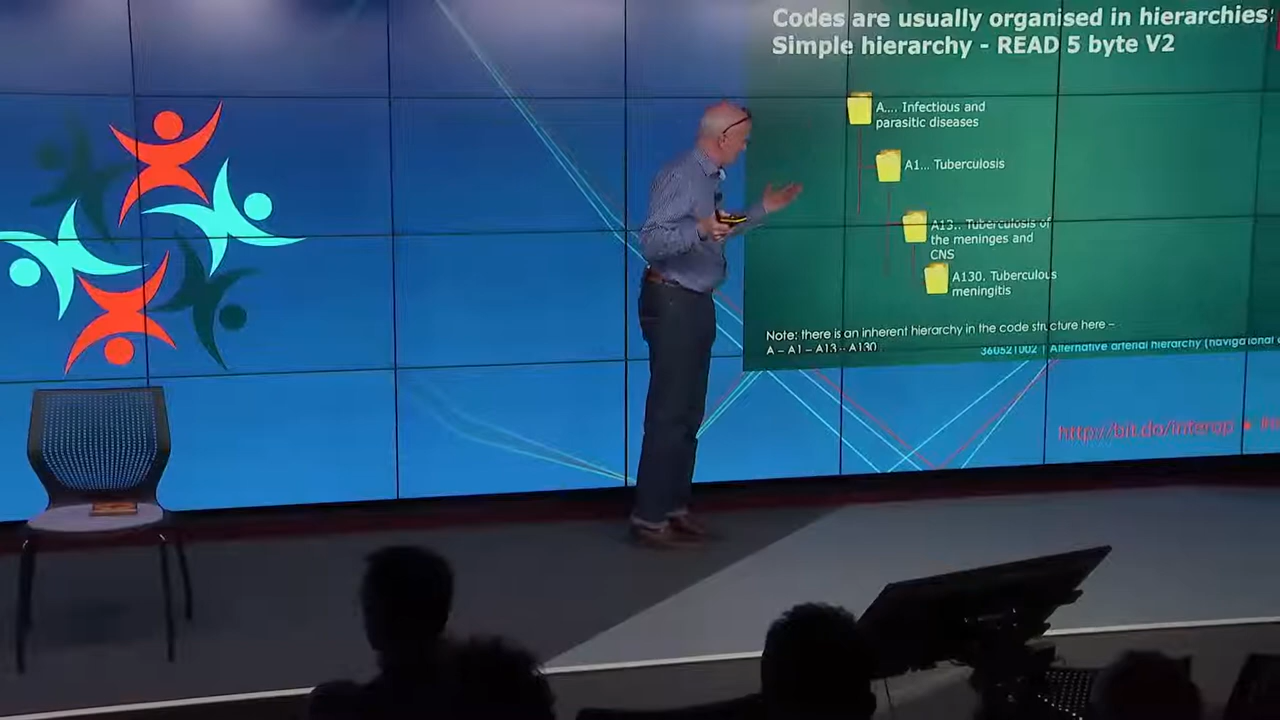 Codes are usually organised in hierarchies:
Simple hierarchy - READ 5 byte V2
A.... Infectious and
parasitic diseases
A1... Tuberculosis
A13.. Tuberculosis of
the meninges and
CNS
A130. Tuberculous
meningitis
Note: there is an inherent hierarchy in the code structure here –
A – A1 – A13 – A130
360521002 | Alternative arterial hierarchy (navigational
http://bit.do/interop